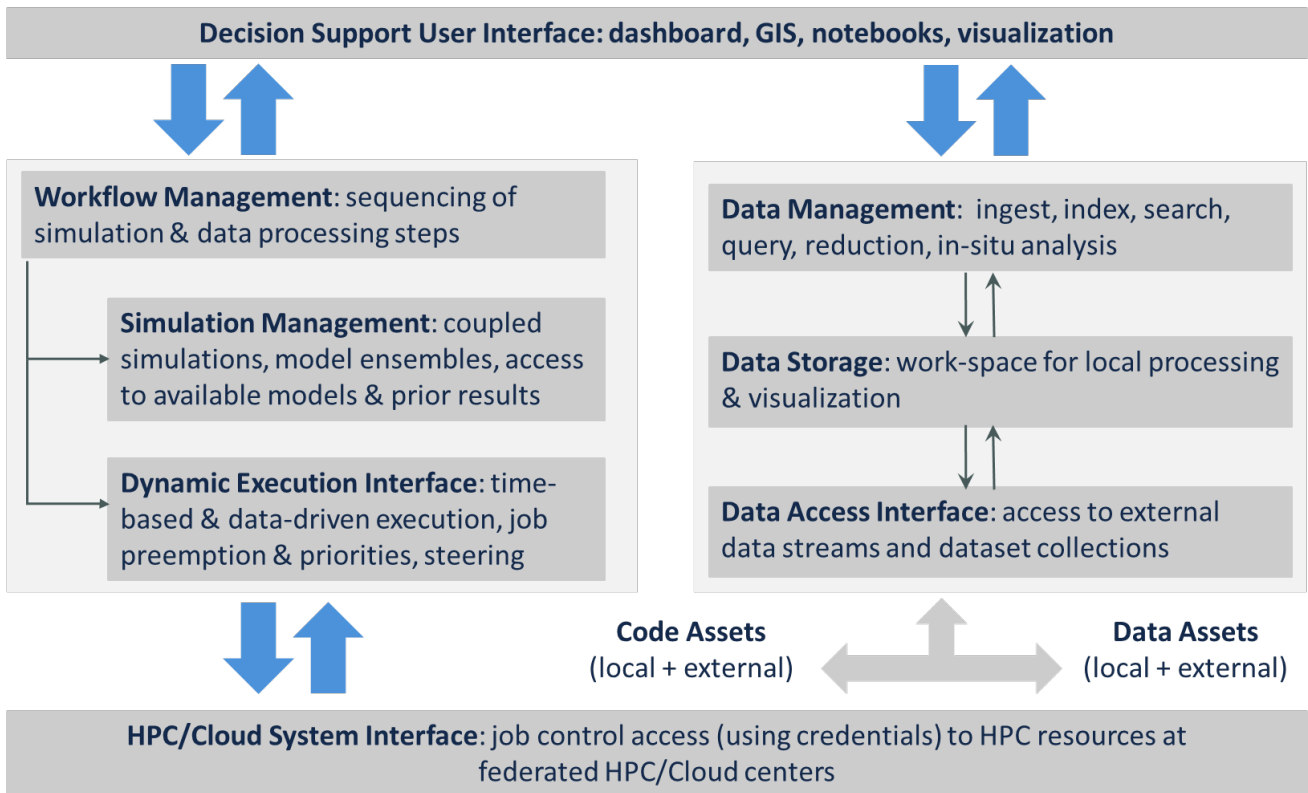 Decision Support User Interface: dashboard, GIS, notebooks, visualization
Workflow Management: sequencing of
simulation & data processing steps
Simulation Management: coupled
simulations, model ensembles, access
to available models & prior results
Dynamic Execution Interface: time-
based & data-driven execution, job
preemption & priorities, steering
Data Management:  ingest, index, search,
query, reduction, in-situ analysis
Data Storage: work-space for local processing
& visualization
Data Access Interface: access to external
data streams and dataset collections
Code Assets
(local + external)
Data Assets
(local + external)
HPC/Cloud System Interface: job control access (using credentials) to HPC resources at
federated HPC/Cloud centers